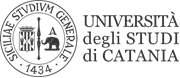 SICILIAE STVDIVM GENERALE
· 1434 ·
A
UNIVERSITÀ
degli STUDI
di CATANIA